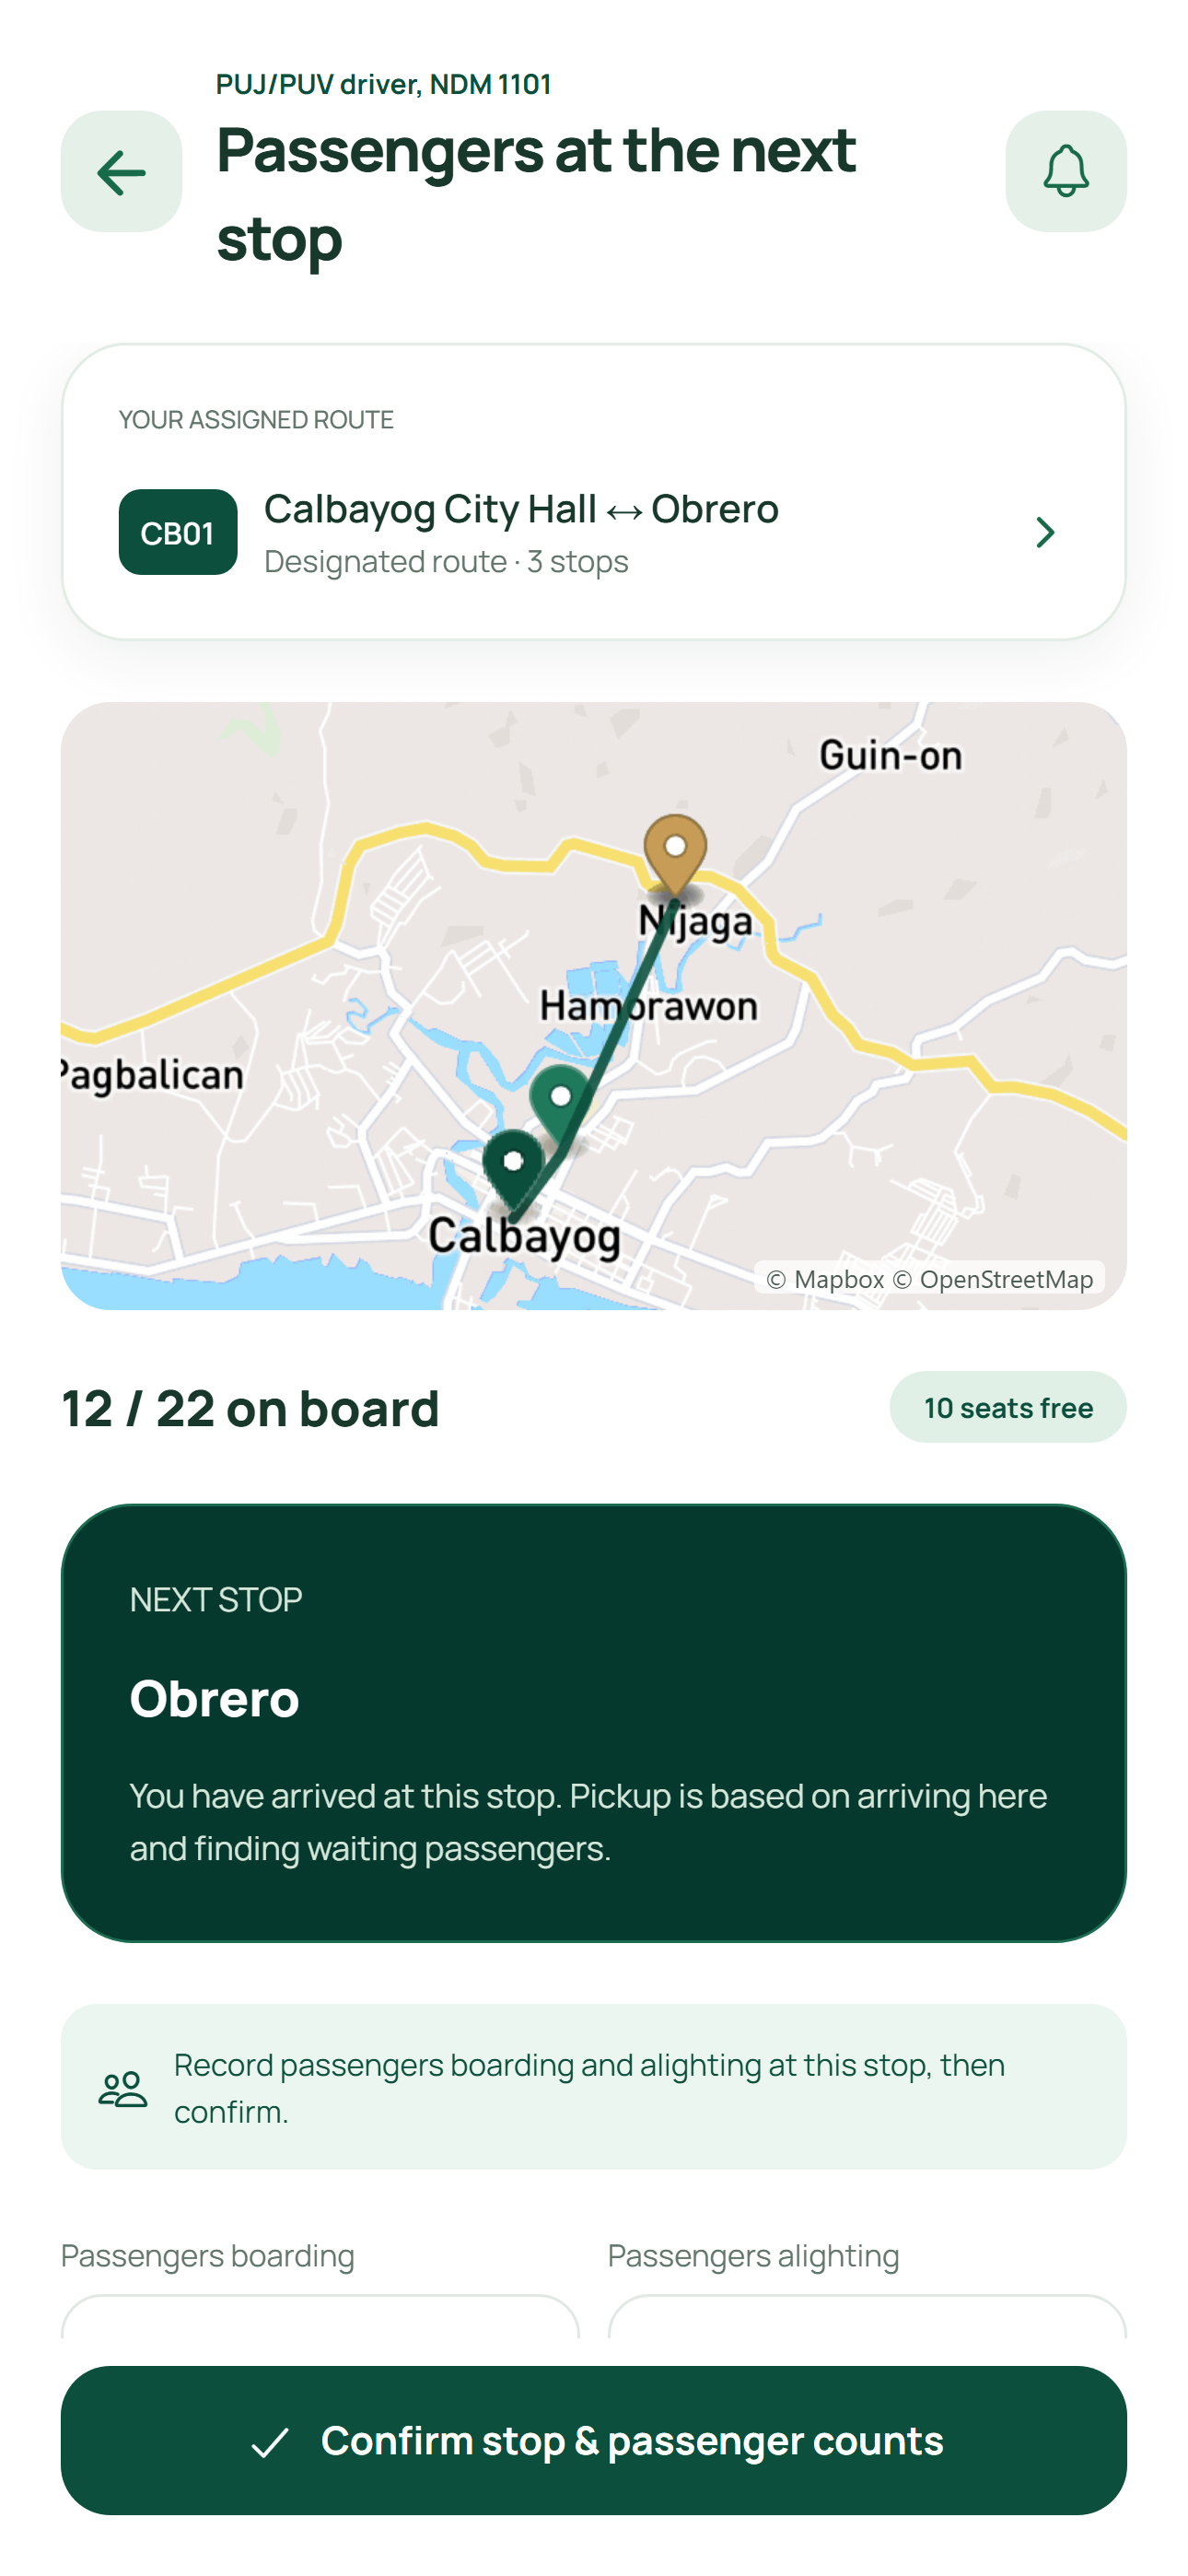 PUJ/PUV driver, NDM 1101
Passengers at the next
stop
YOUR ASSIGNED ROUTE
CB01
Calbayog City Hall ↔ Obrero
Designated route · 3 stops
Guin-on
Nijaga
Hamorawon
Pagbalican
Calbayog
© Mapbox © OpenStreetMap
12 / 22 on board
10 seats free
NEXT STOP
Obrero
You have arrived at this stop. Pickup is based on arriving here
and finding waiting passengers.
Record passengers boarding and alighting at this stop, then
confirm.
Passengers boarding
Passengers alighting
Confirm stop & passenger counts